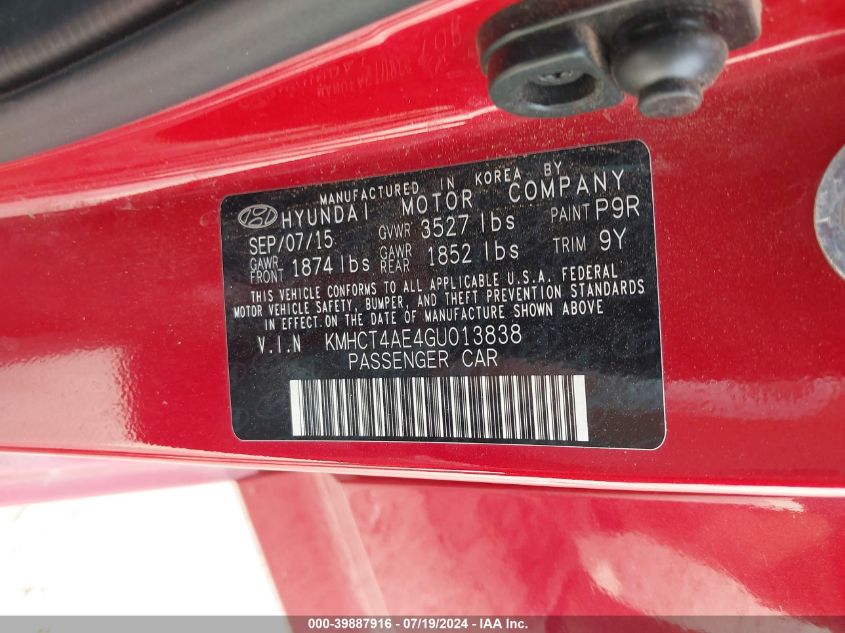 MANUFACTURED IN KOREA BY
HYUNDAI MOTOR COMPANY
SEP/07/15 GVWR 3527 lbs PAINT P9R
GAWR FRONT 1874 lbs GAWR REAR 1852 lbs TRIM 9Y
THIS VEHICLE CONFORMS TO ALL APPLICABLE U.S.A. FEDERAL
MOTOR VEHICLE SAFETY, BUMPER, AND THEFT PREVENTION STANDARDS
IN EFFECT ON THE DATE OF MANUFACTURE SHOWN ABOVE
V.I.N KMHCT4AE4GU013838
PASSENGER CAR
000-39887916 - 07/19/2024 - IAA Inc.